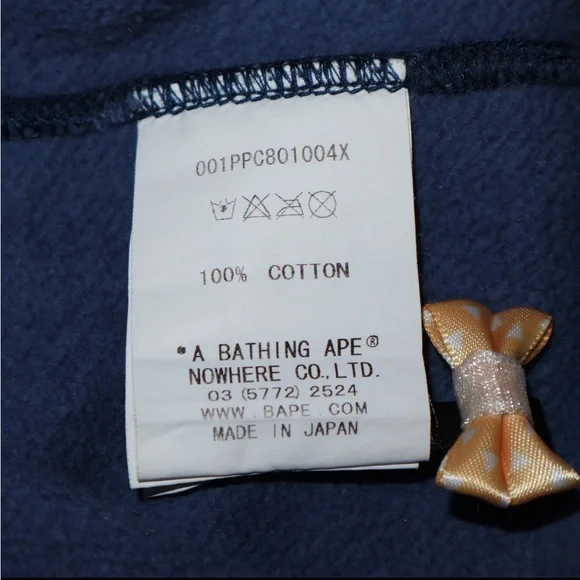 001PPC801004X
100% COTTON
"A BATHING APE®
NOWHERE CO.,LTD.
03 (5772) 2524
WWW.BAPE.COM
MADE IN JAPAN